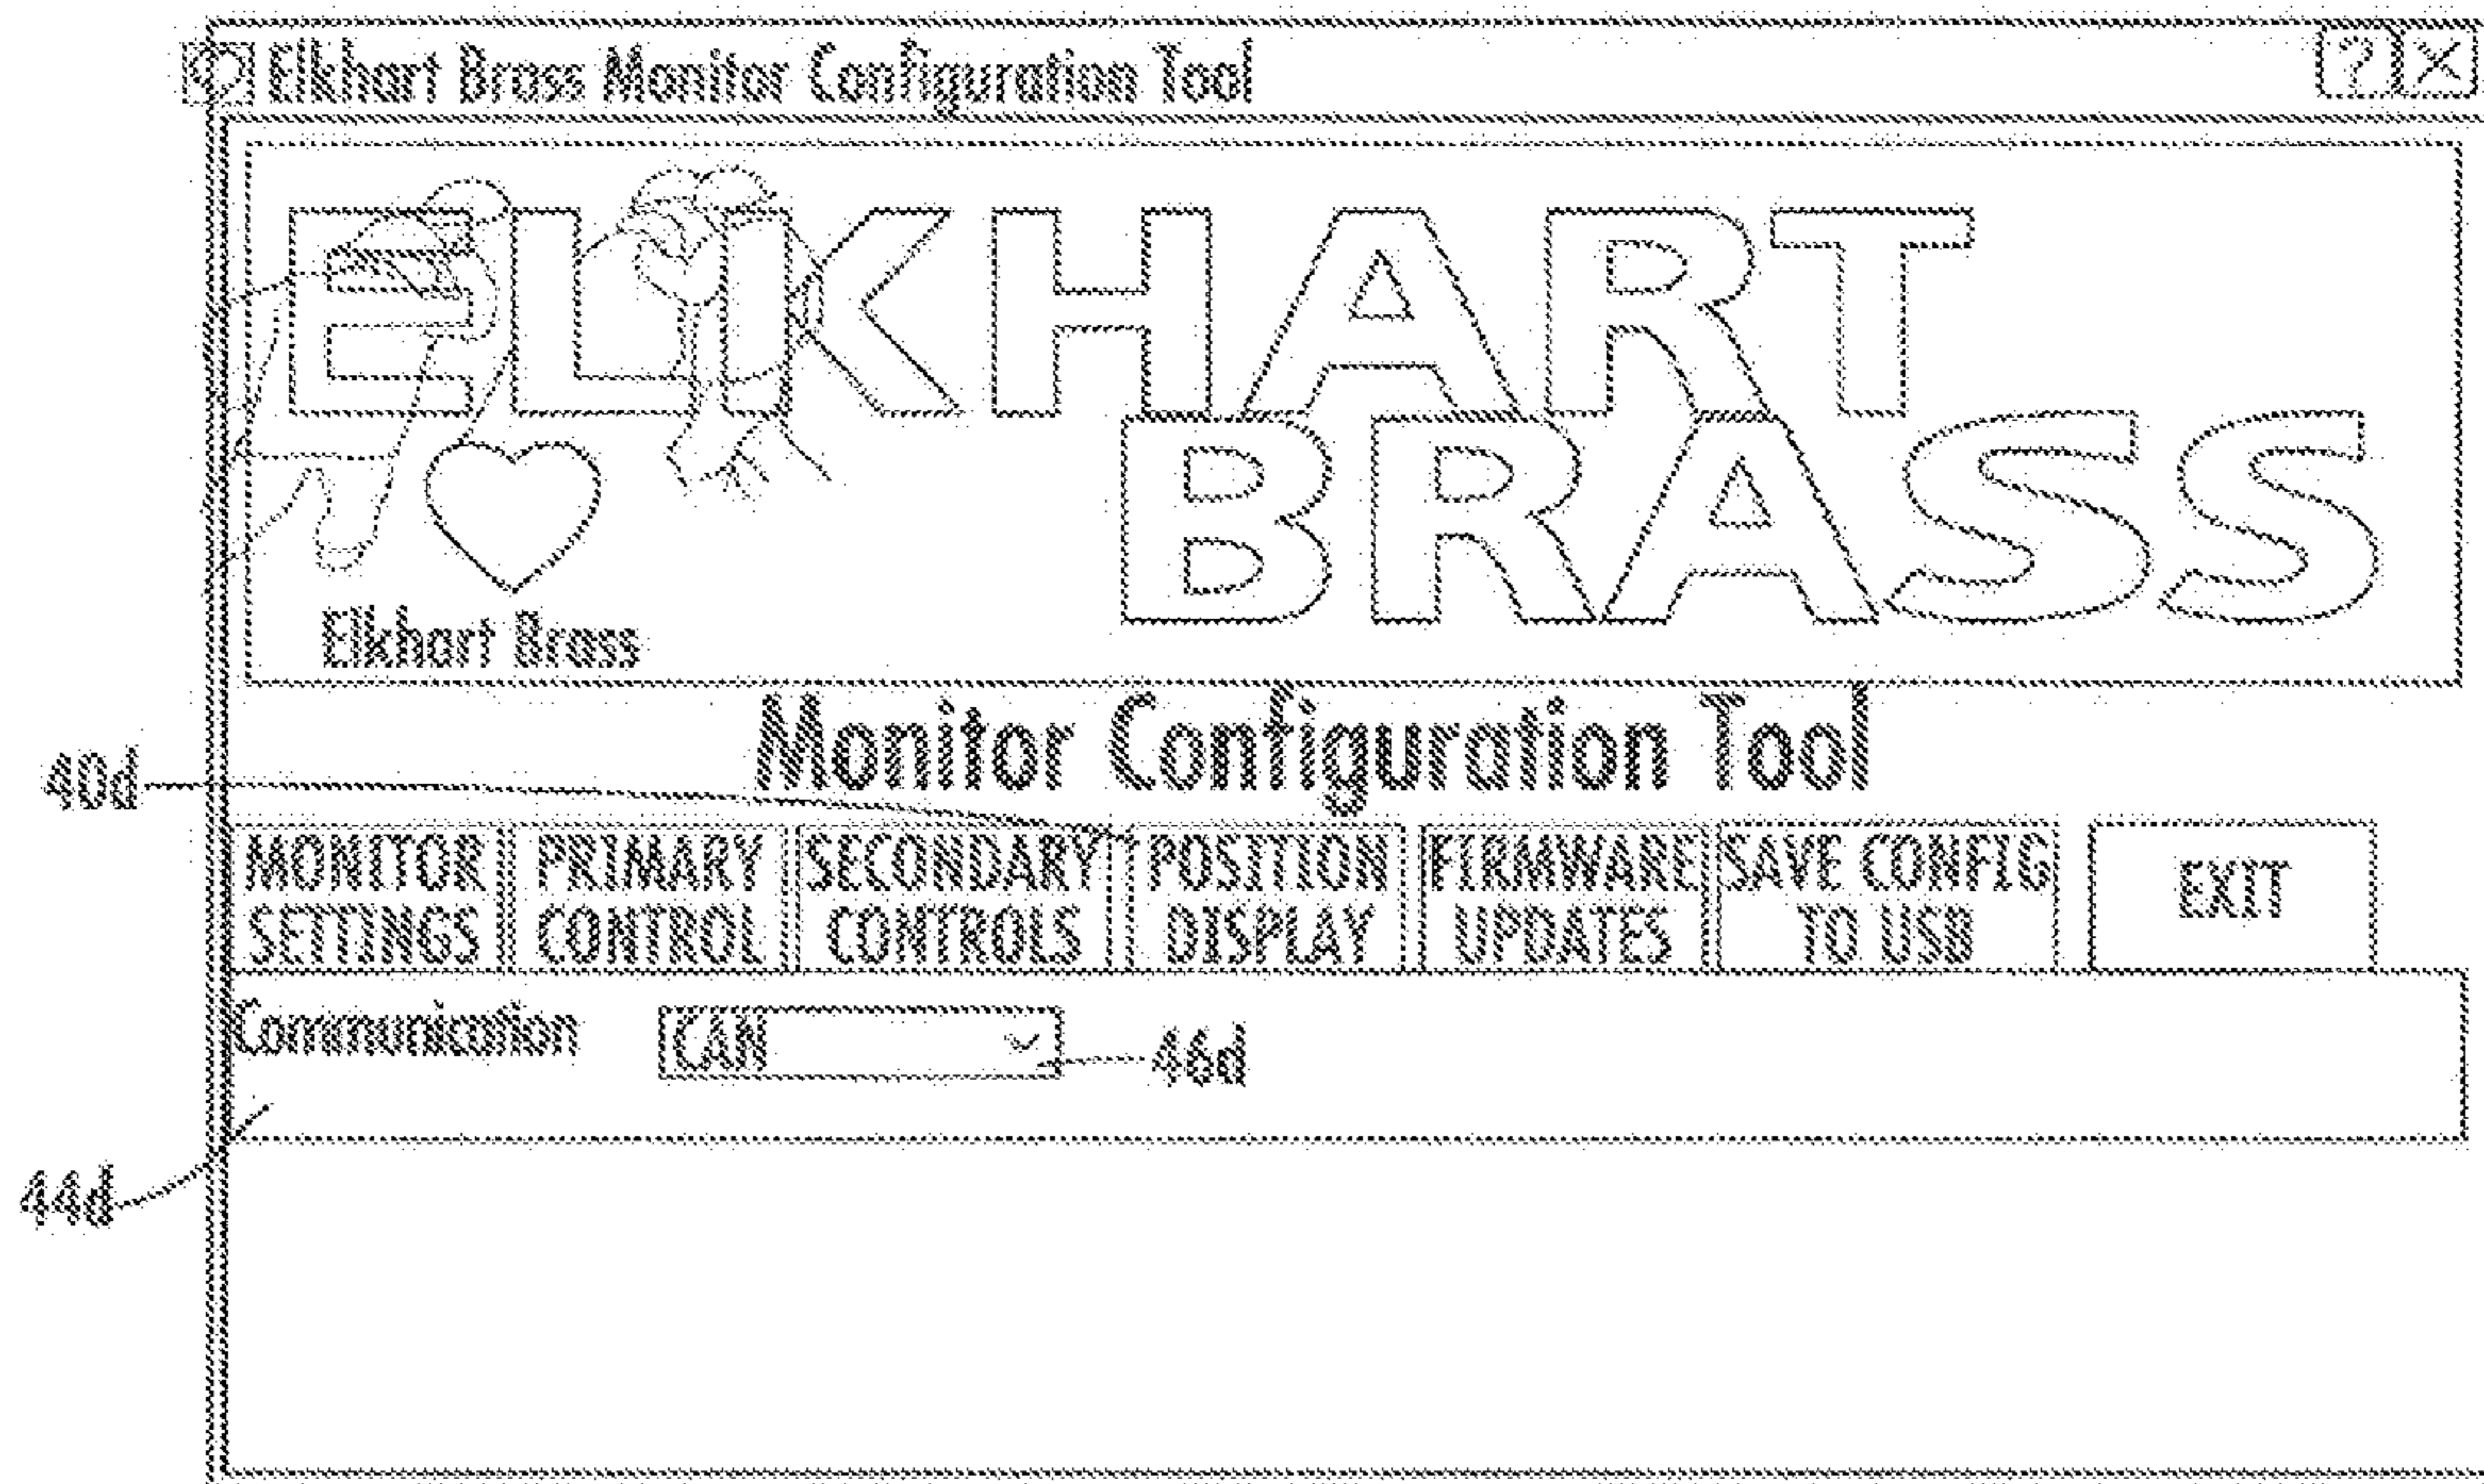 Elkhart Brass Monitor Configuration Tool ? X
ELKHART
BRASS
Elkhart Brass
Monitor Configuration Tool
40d
MONITOR SETTINGS
PRIMARY CONTROL
SECONDARY CONTROLS
POSITION DISPLAY
FIRMWARE UPDATES
SAVE CONFIG TO USB
EXIT
Communication CAN 46d
44d